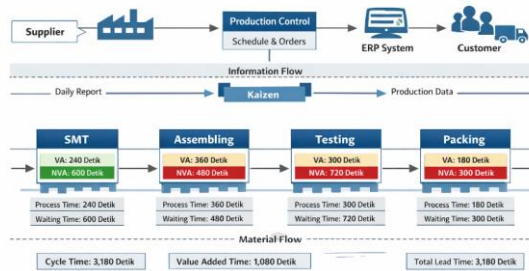 Supplier
Production Control
Schedule & Orders
ERP System
Customer
Information Flow
Daily Report
Kaizen
Production Data
SMT
VA: 240 Detik
NVA: 600 Detik
Process Time: 240 Detik
Waiting Time: 600 Detik
Assembling
VA: 360 Detik
NVA: 480 Detik
Process Time: 360 Detik
Waiting Time: 480 Detik
Testing
VA: 300 Detik
NVA: 720 Detik
Process Time: 300 Detik
Waiting Time: 720 Detik
Packing
VA: 180 Detik
NVA: 300 Detik
Process Time: 180 Detik
Waiting Time: 300 Detik
Material Flow
Cycle Time: 3,180 Detik
Value Added Time: 1,080 Detik
Total Lead Time: 3,180 Detik